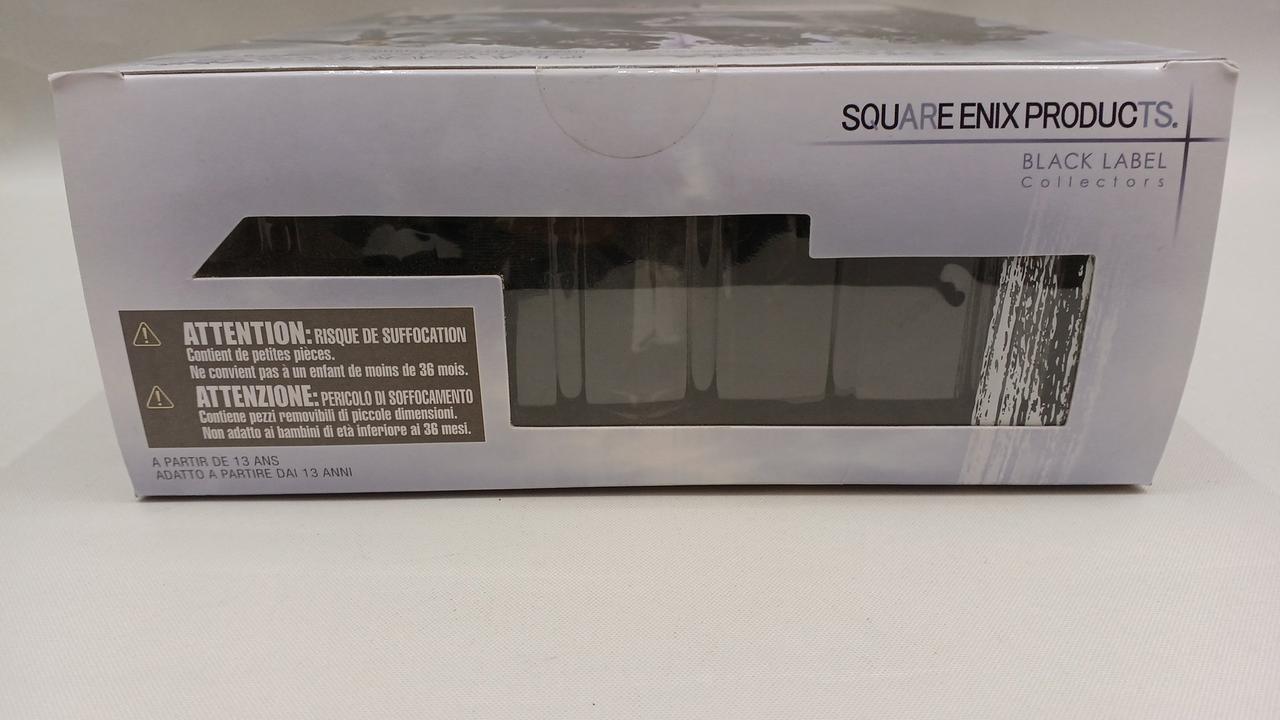 SQUARE ENIX PRODUCTS.
BLACK LABEL
Collectors
ATTENTION: RISQUE DE SUFFOCATION
Contient de petites pièces.
Ne convient pas à un enfant de moins de 36 mois.
ATTENZIONE: PERICOLO DI SOFFOCAMENTO
Contiene pezzi removibili di piccole dimensioni.
Non adatto ai bambini di età inferiore ai 36 mesi.
A PARTIR DE 13 ANS
ADATTO A PARTIRE DAI 13 ANNI